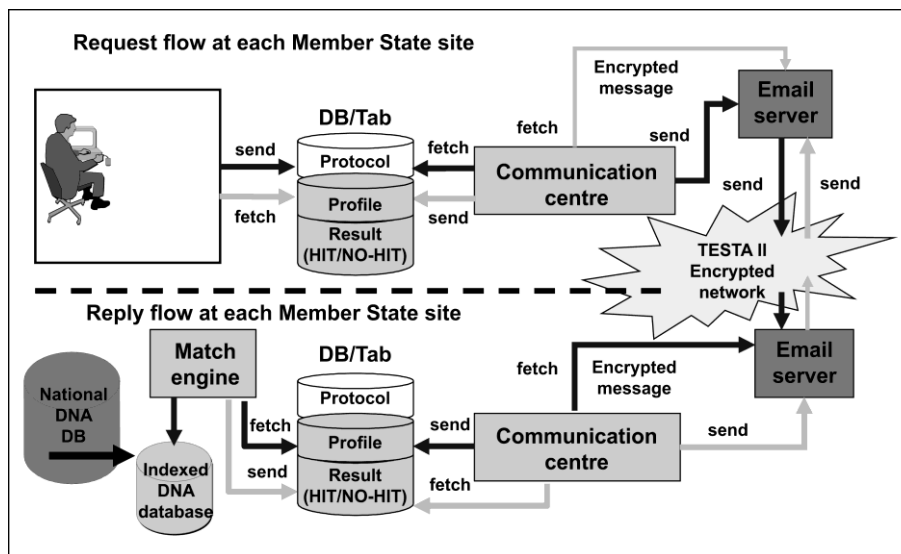 Request flow at each Member State site
Encrypted
message
Email
server
DB/Tab
send
fetch
fetch
send
Protocol
fetch
Communication
centre
Profile
send
send
send
Result
(HIT/NO-HIT)
TESTA II
Encrypted
network
Reply flow at each Member State site
Match
engine
DB/Tab
fetch
Encrypted
message
Email
server
National
DNA
DB
Protocol
fetch
send
Profile
Communication
centre
send
send
Indexed
DNA
database
Result
(HIT/NO-HIT)
fetch